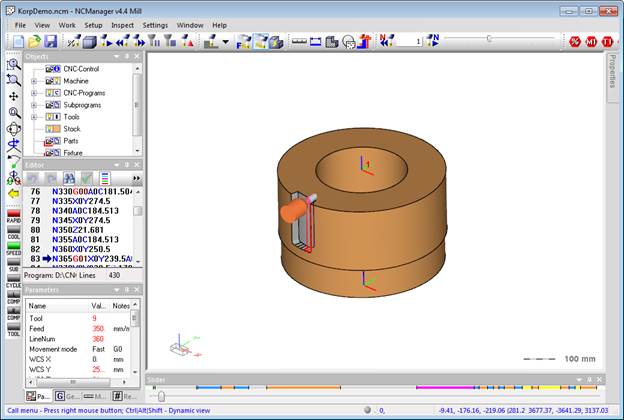 KorpDemo.ncm - NCManager v4.4 Mill
File View Work Setup Inspect Settings Window Help
1
Objects
CNC-Control
Machine
CNC-Programs
Subprograms
Tools
Stock
Parts
Fixture
Properties
Editor
RAPID
COOL
SPEED
SUB
CYCLE
COMP
COMP
TOOL
76 N330G00A0C181.504
77 N335X0Y274.5
78 N340A0C184.513
79 N345X0Y274.5
80 N350Z21.681
81 N355A0C184.513
82 N360X0Y250.5
83 N365G01X0Y239.5A
Program: D:\CN Lines 430
Parameters
Name Val... Notes
Tool 9
Feed 350. mm/
LineNum 360
Movement mode Fast G0
WCS X 0. mm
WCS Y 25... mm
Pa... Ge... M... Re...
100 mm
Slider
Call menu - Press right mouse button; Ctrl|Alt|Shift - Dynamic view 0, -9.41, -176.16, -219.06 (281.2 3677.37, -3641.29, 3137.03)